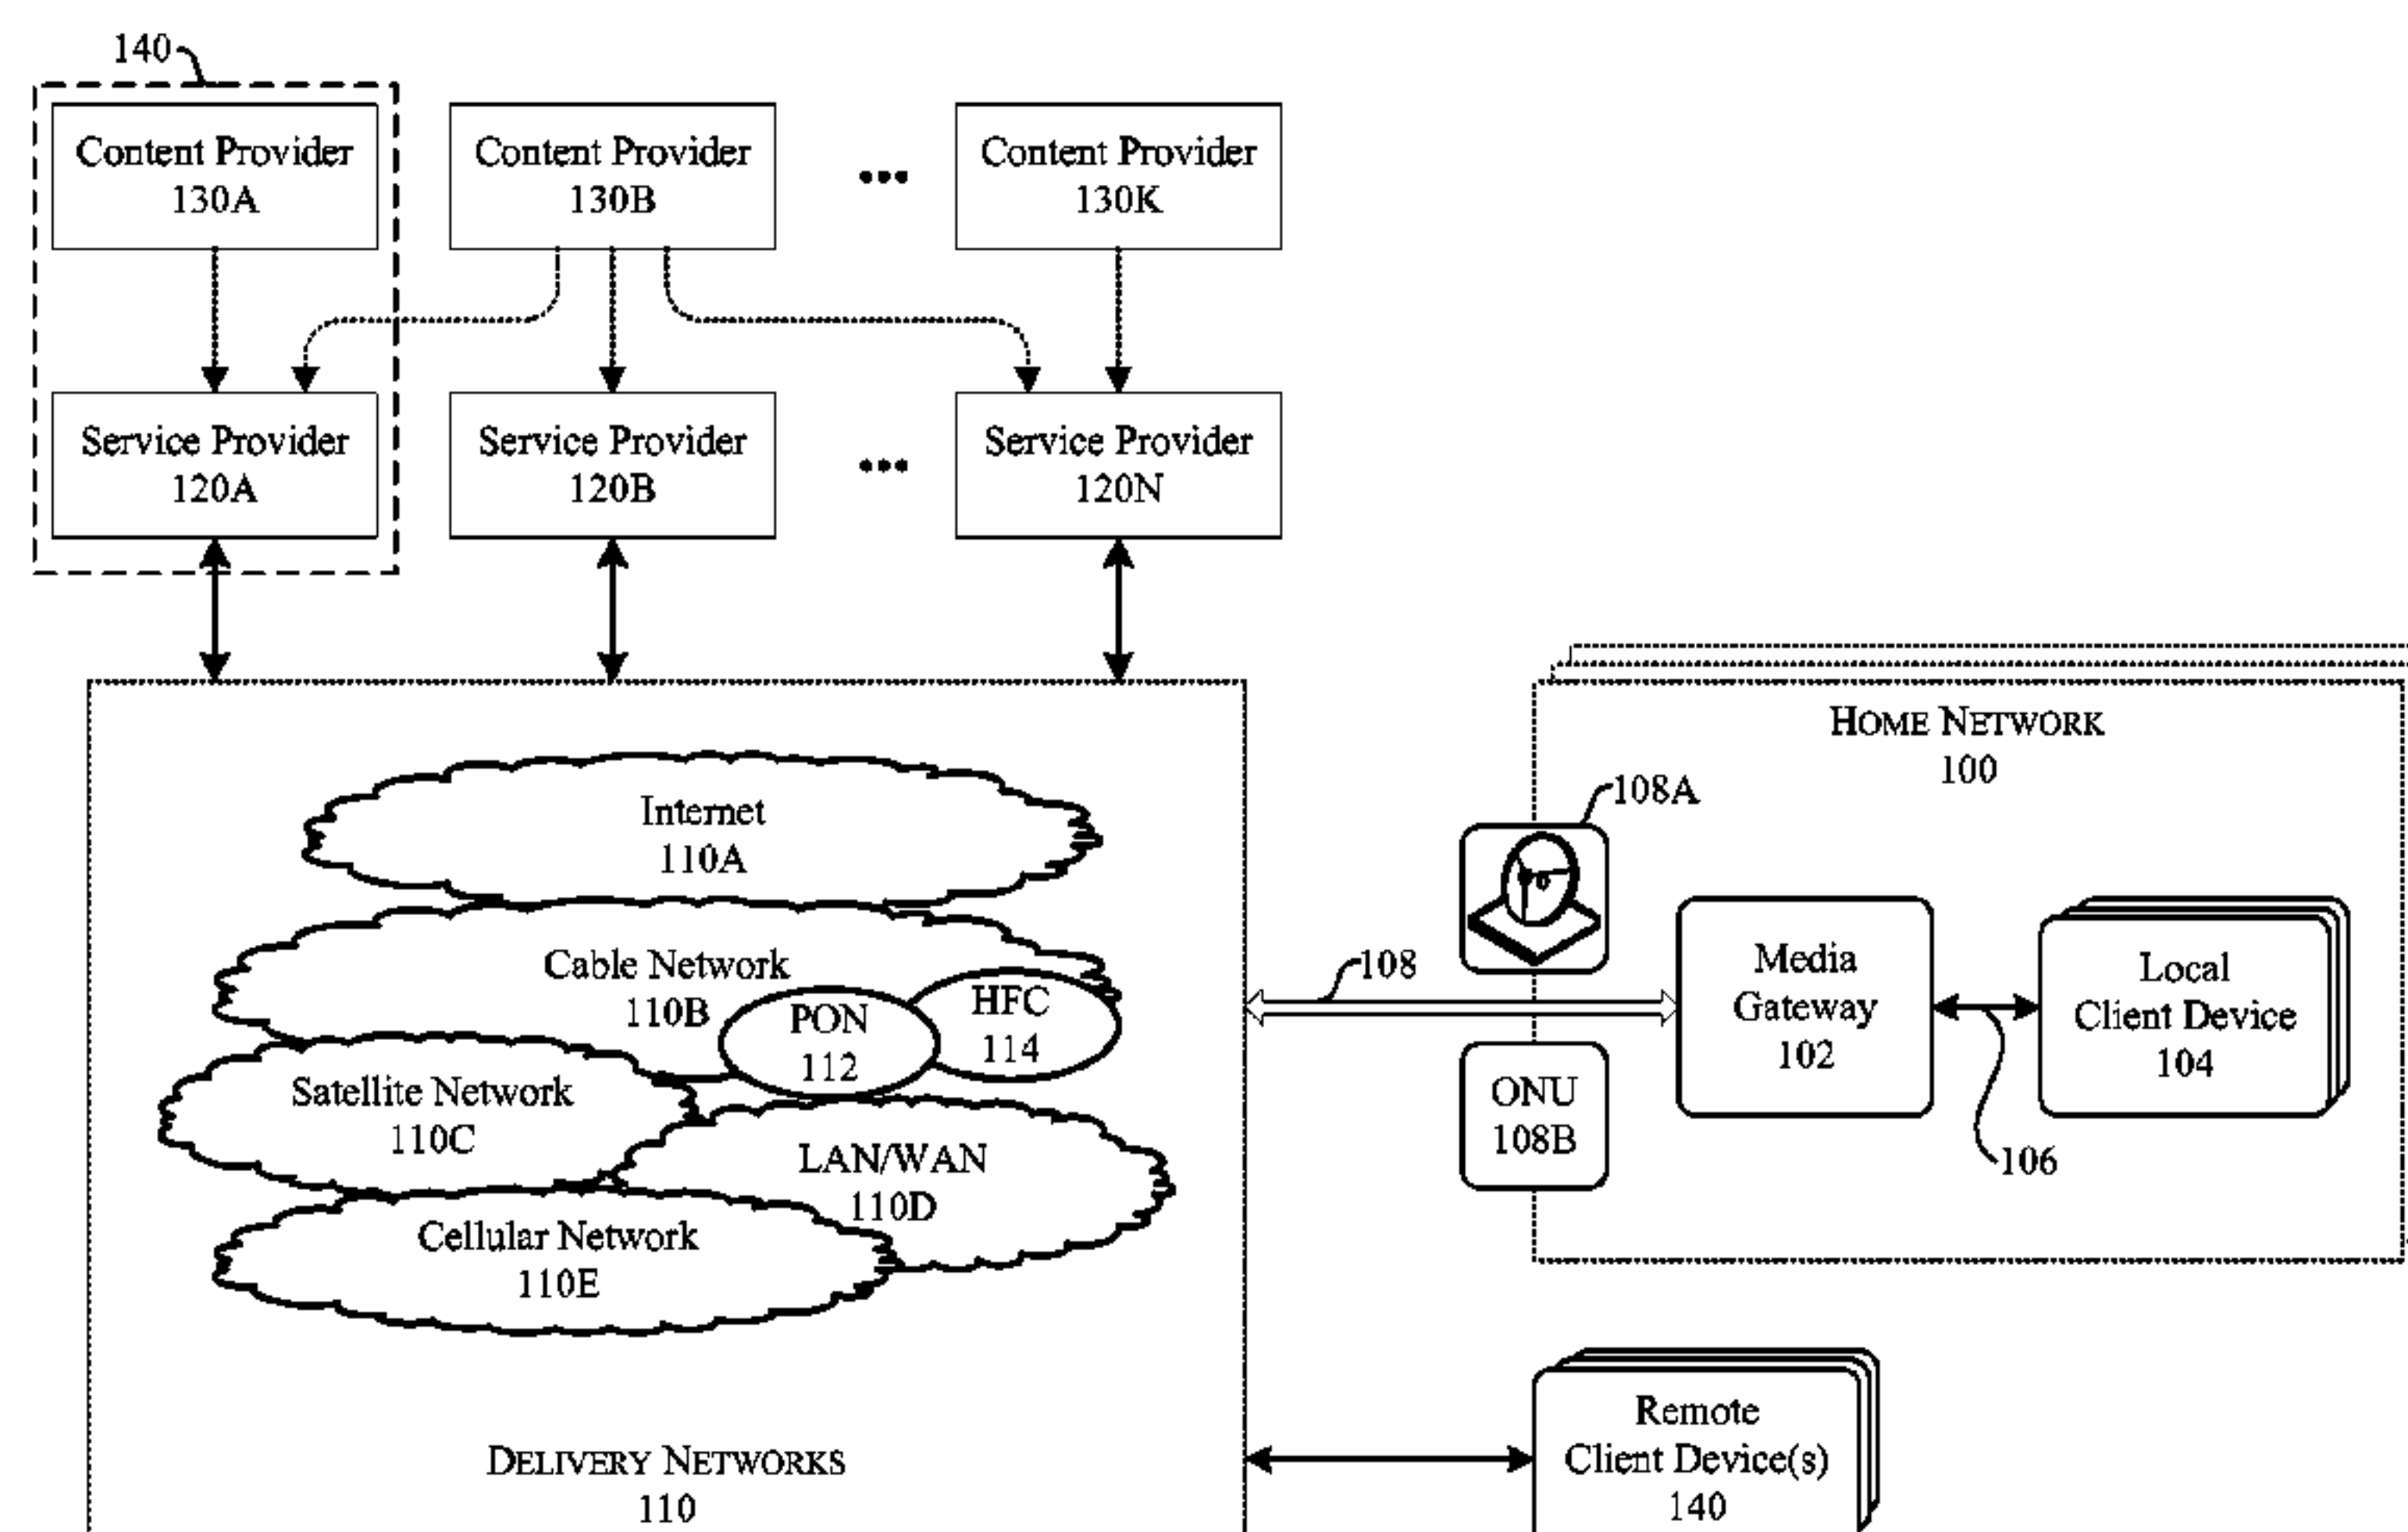 140
Content Provider
130A
Content Provider
130B
•••
Content Provider
130K
Service Provider
120A
Service Provider
120B
•••
Service Provider
120N
HOME NETWORK
100
108A
Internet
110A
Cable Network
110B
PON
112
HFC
114
108
Media
Gateway
102
Local
Client Device
104
ONU
108B
106
Satellite Network
110C
LAN/WAN
110D
Cellular Network
110E
Remote
Client Device(s)
140
DELIVERY NETWORKS
110